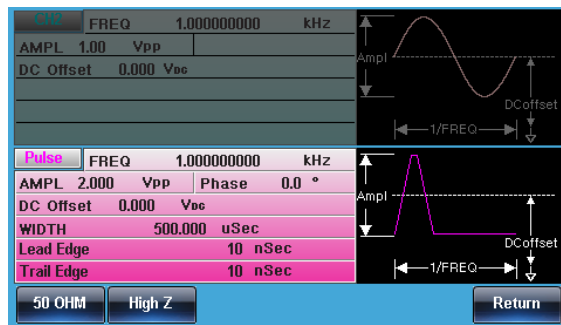 CH2 FREQ 1.000000000 kHz
AMPL 1.00 Vpp
DC Offset 0.000 VDC
Ampl
DCoffset
1/FREQ
Pulse FREQ 1.000000000 kHz
AMPL 2.000 Vpp Phase 0.0 °
DC Offset 0.000 VDC
WIDTH 500.000 uSec
Lead Edge 10 nSec
Trail Edge 10 nSec
Ampl
DCoffset
1/FREQ
50 OHM High Z Return